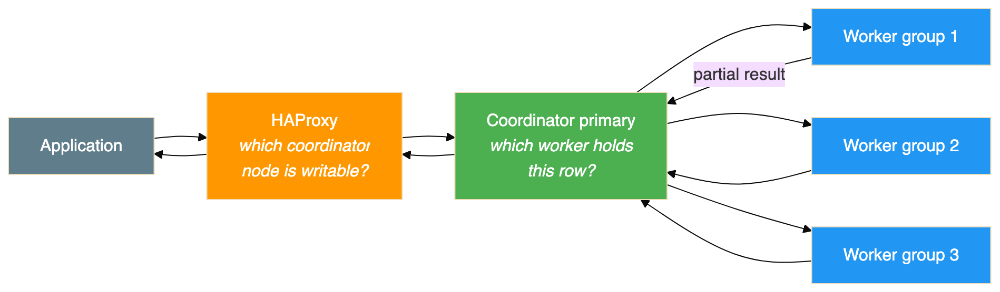 Application
HAProxy
which coordinator
node is writable?
Coordinator primary
which worker holds
this row?
partial result
Worker group 1
Worker group 2
Worker group 3